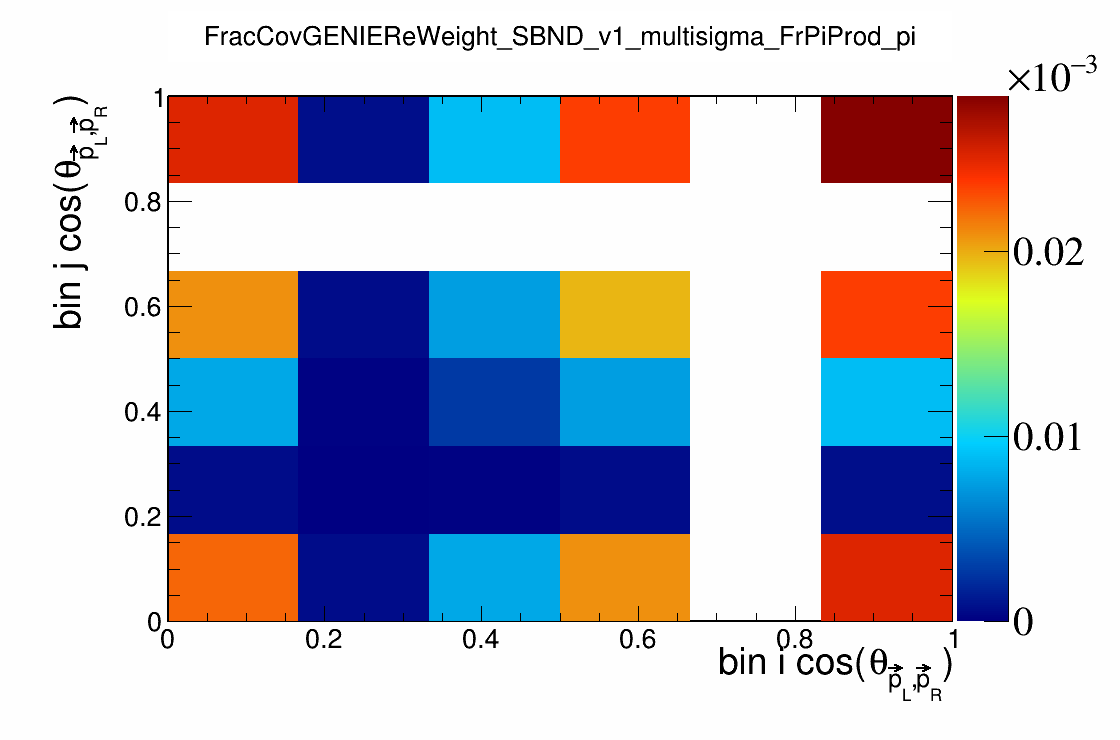 FracCovGENIEReWeight_SBND_v1_multisigma_FrPiProd_pi
×10⁻³
bin j cos(θ_{p⃗_L,p⃗_R})
1
0.8
0.6
0.4
0.2
0
0 0.2 0.4 0.6 0.8 1
0.02
0.01
0
bin i cos(θ_{p⃗_L,p⃗_R})